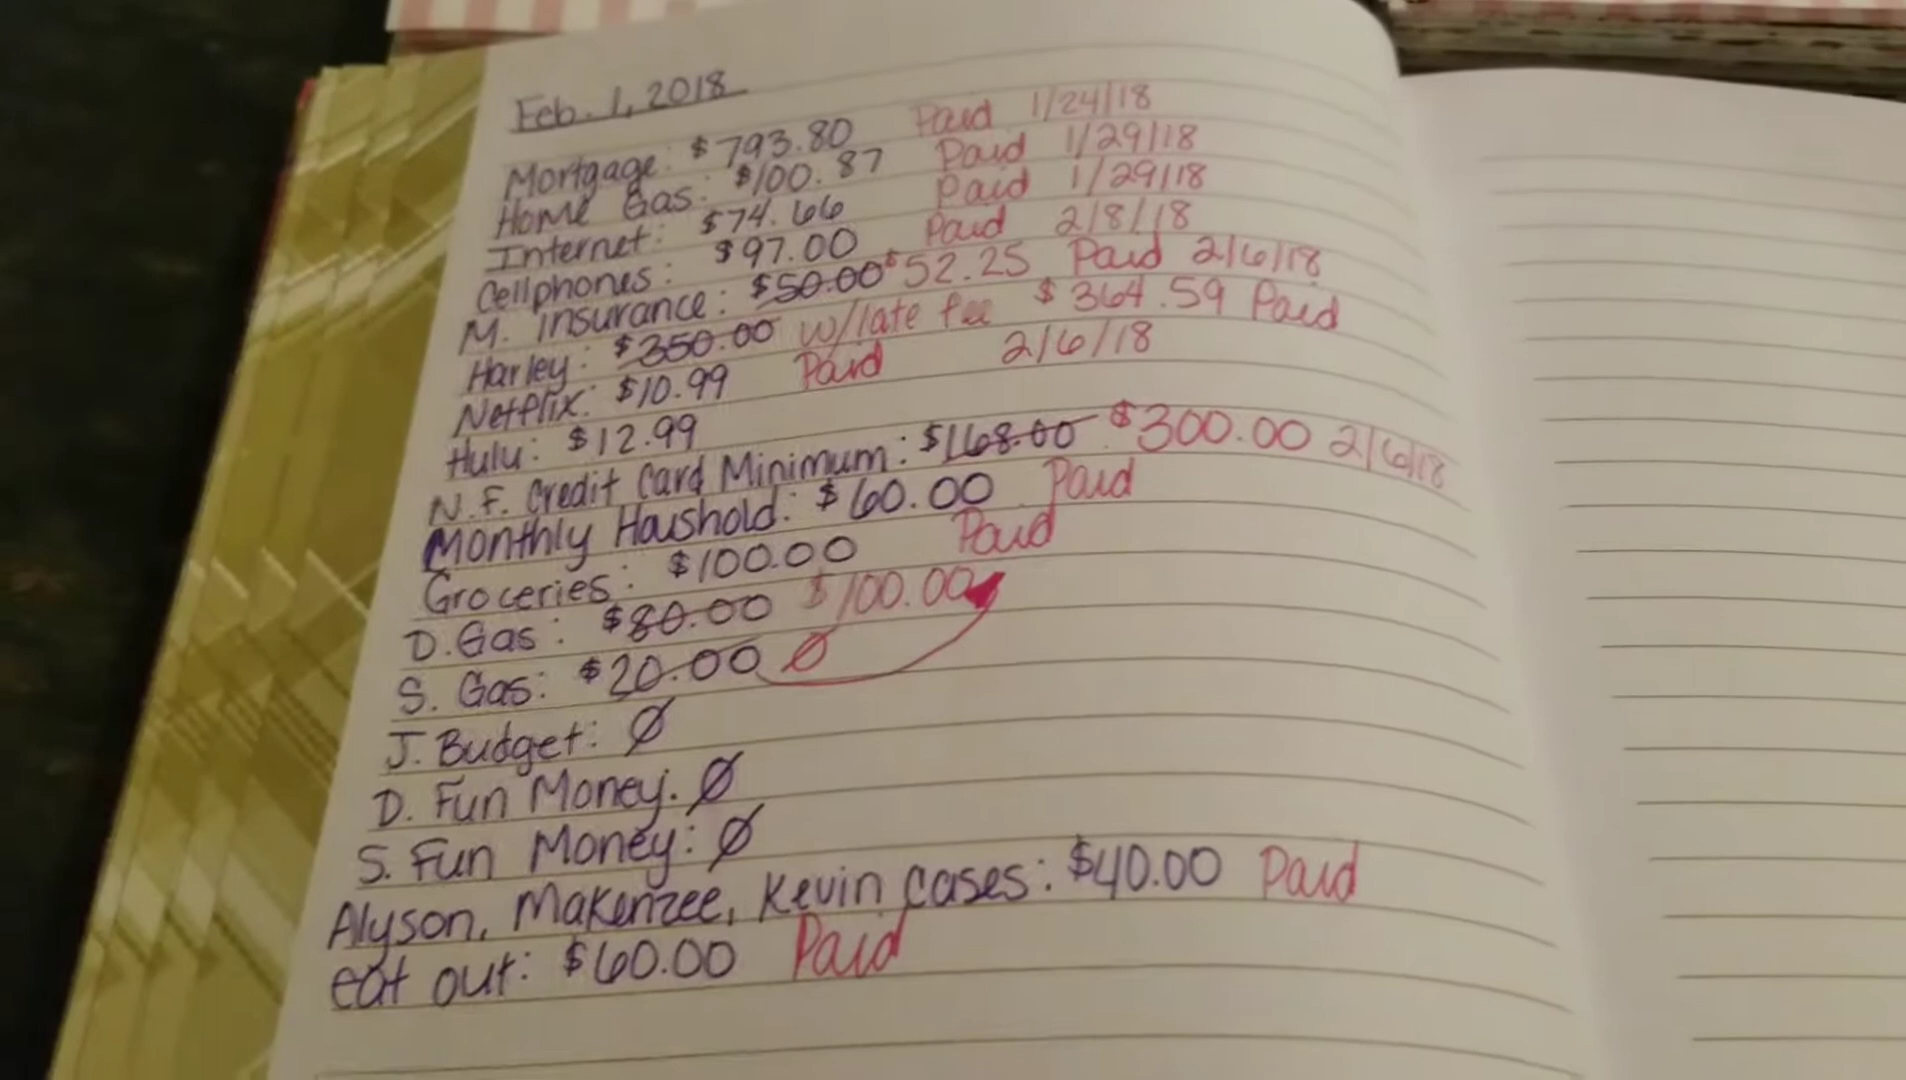 Feb. 1, 2018
Mortgage: $793.80 Paid 1/24/18
Home Gas: $100.87 Paid 1/29/18
Internet: $74.66 Paid 1/29/18
Cellphones: $97.00 Paid 2/8/18
M. Insurance: $50.00 $52.25 Paid 2/6/18
Harley: $350.00 w/late fee $364.59 Paid
Netflix: $10.99 Paid 2/6/18
Hulu: $12.99
N.F. Credit Card Minimum: $168.00 $300.00 2/6/18
Monthly Haushold: $60.00 Paid
Groceries: $100.00 Paid
D. Gas: $80.00 $100.00
S. Gas: $20.00 Ø
J. Budget: Ø
D. Fun Money: Ø
S. Fun Money: Ø
Alyson, Makenzee, Kevin cases: $40.00 Paid
eat out: $60.00 Paid